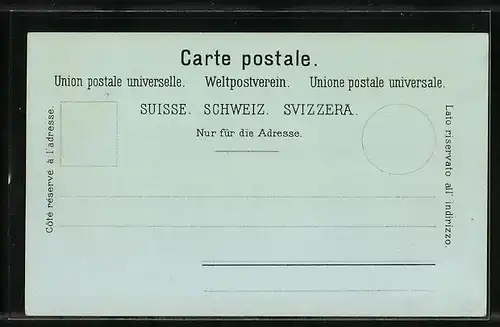 Carte postale.
Union postale universelle. Weltpostverein. Unione postale universale.
SUISSE. SCHWEIZ. SVIZZERA.
Nur für die Adresse.
Côté réservé à l'adresse.
Lato riservato all' indirizzo.